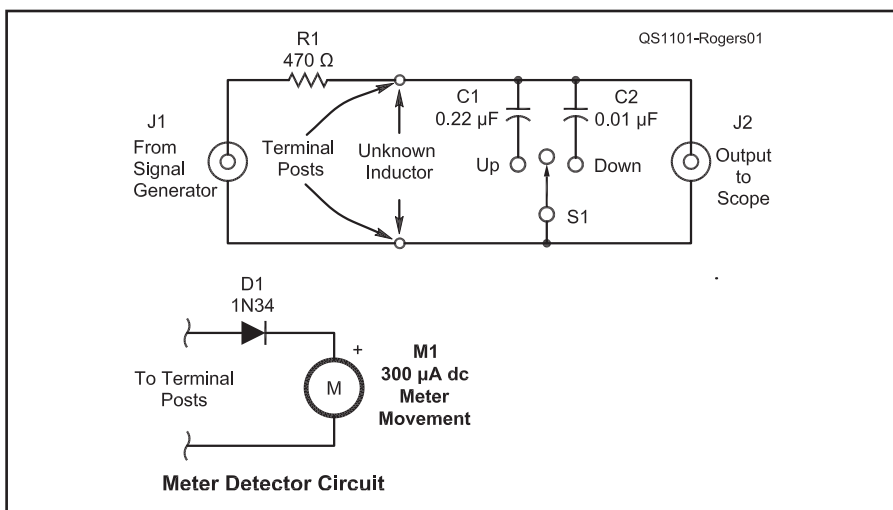 QS1101-Rogers01
R1
470 Ω
J1
From
Signal
Generator
Terminal
Posts
Unknown
Inductor
C1
0.22 µF
C2
0.01 µF
Up
Down
S1
J2
Output
to
Scope
D1
1N34
To Terminal
Posts
+
M
M1
300 µA dc
Meter
Movement
Meter Detector Circuit